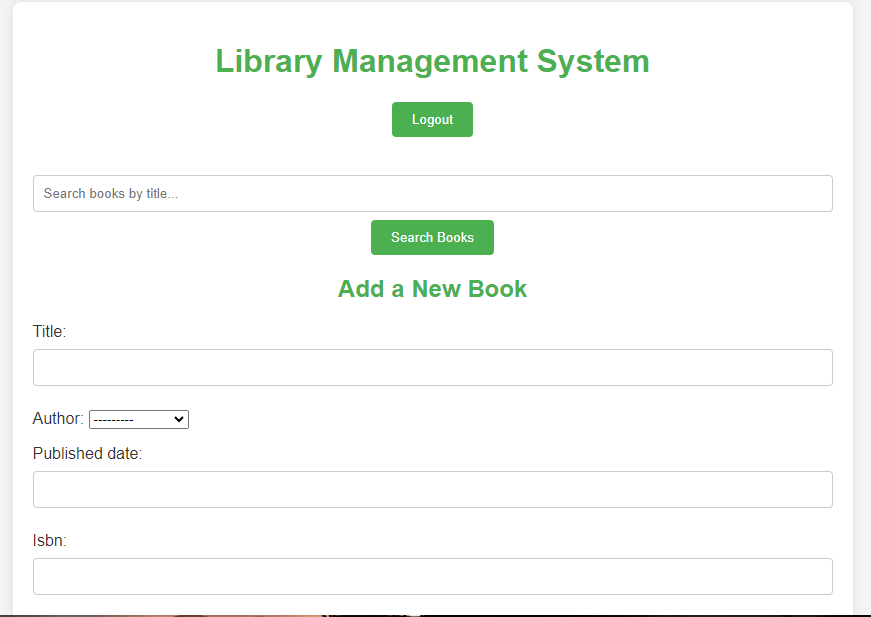 Library Management System
Logout
Search books by title...
Search Books
Add a New Book
Title:
Author: ---------
Published date:
Isbn: